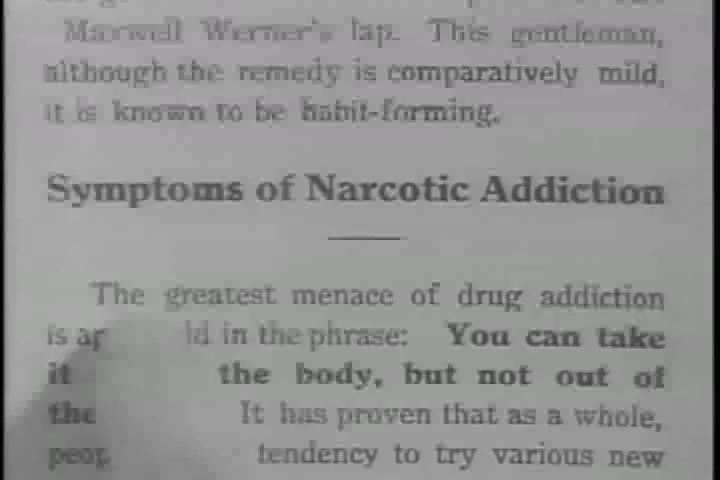 Maxwell Werner's lap. This gentleman,
although the remedy is comparatively mild,
it is known to be habit-forming.
Symptoms of Narcotic Addiction
The greatest menace of drug addiction
is ld in the phrase: You can take
it the body, but not out of
the It has proven that as a whole,
tendency to try various new